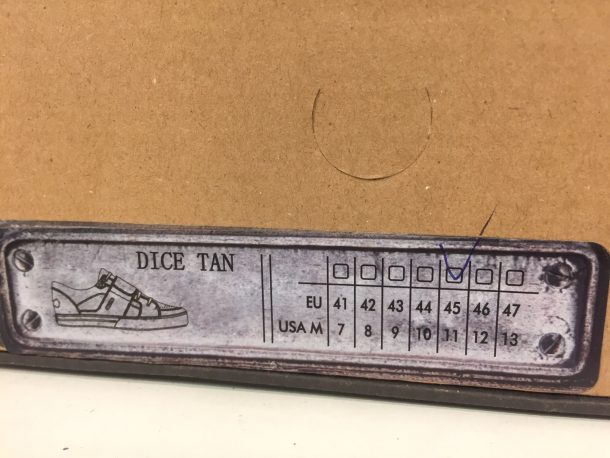 DICE TAN
EU 41 42 43 44 45 46 47
USA M 7 8 9 10 11 12 13